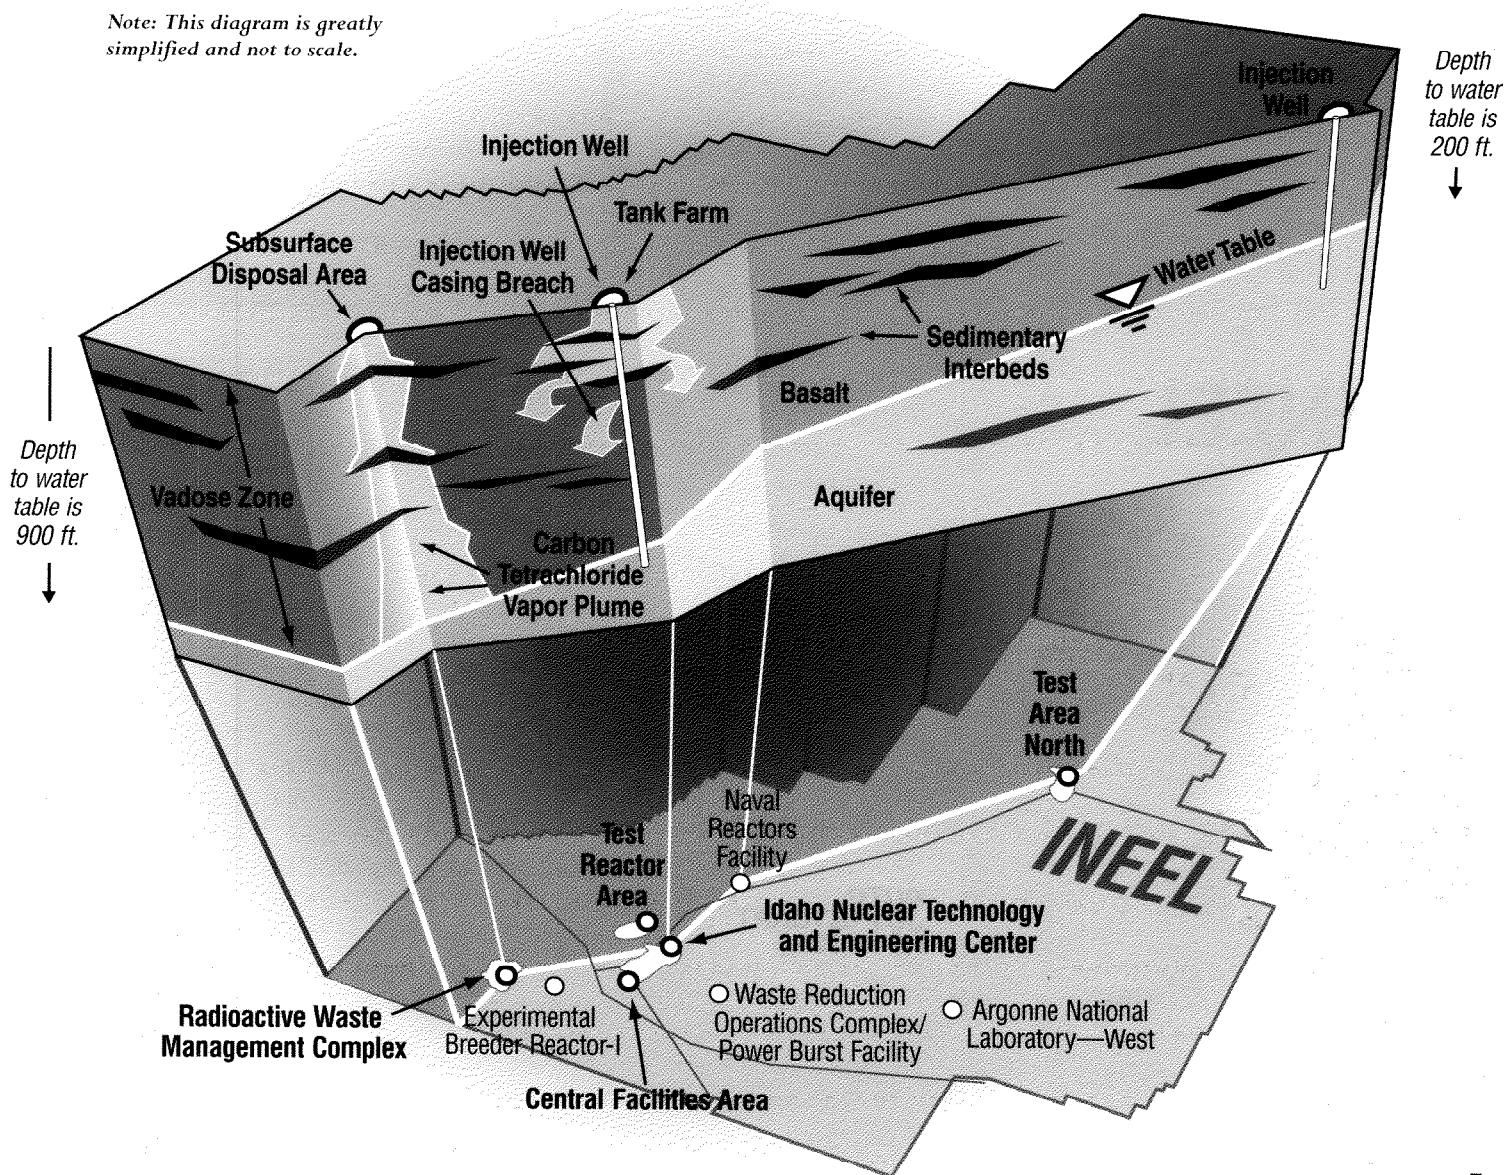 Note: This diagram is greatly
simplified and not to scale.
Depth
to water
table is
200 ft.
Injection
Well
Injection Well
Tank Farm
Subsurface
Disposal Area
Injection Well
Casing Breach
Water Table
Sedimentary
Interbeds
Basalt
Depth
to water
table is
900 ft.
Vadose Zone
Aquifer
Carbon
Tetrachloride
Vapor Plume
Test
Area
North
Naval
Reactors
Facility
Test
Reactor
Area
INEEL
Idaho Nuclear Technology
and Engineering Center
Radioactive Waste
Management Complex
Experimental
Breeder Reactor-I
Waste Reduction
Operations Complex/
Power Burst Facility
Argonne National
Laboratory—West
Central Facilities Area